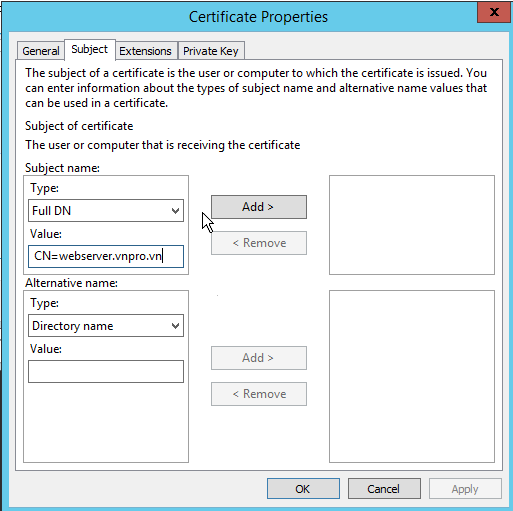 Certificate Properties
x
General Subject Extensions Private Key
The subject of a certificate is the user or computer to which the certificate is issued. You
can enter information about the types of subject name and alternative name values that
can be used in a certificate.
Subject of certificate
The user or computer that is receiving the certificate
Subject name:
Type:
Full DN
Add >
Value:
< Remove
CN=webserver.vnpro.vn
Alternative name:
Type:
Directory name
Value:
Add >
< Remove
OK Cancel Apply